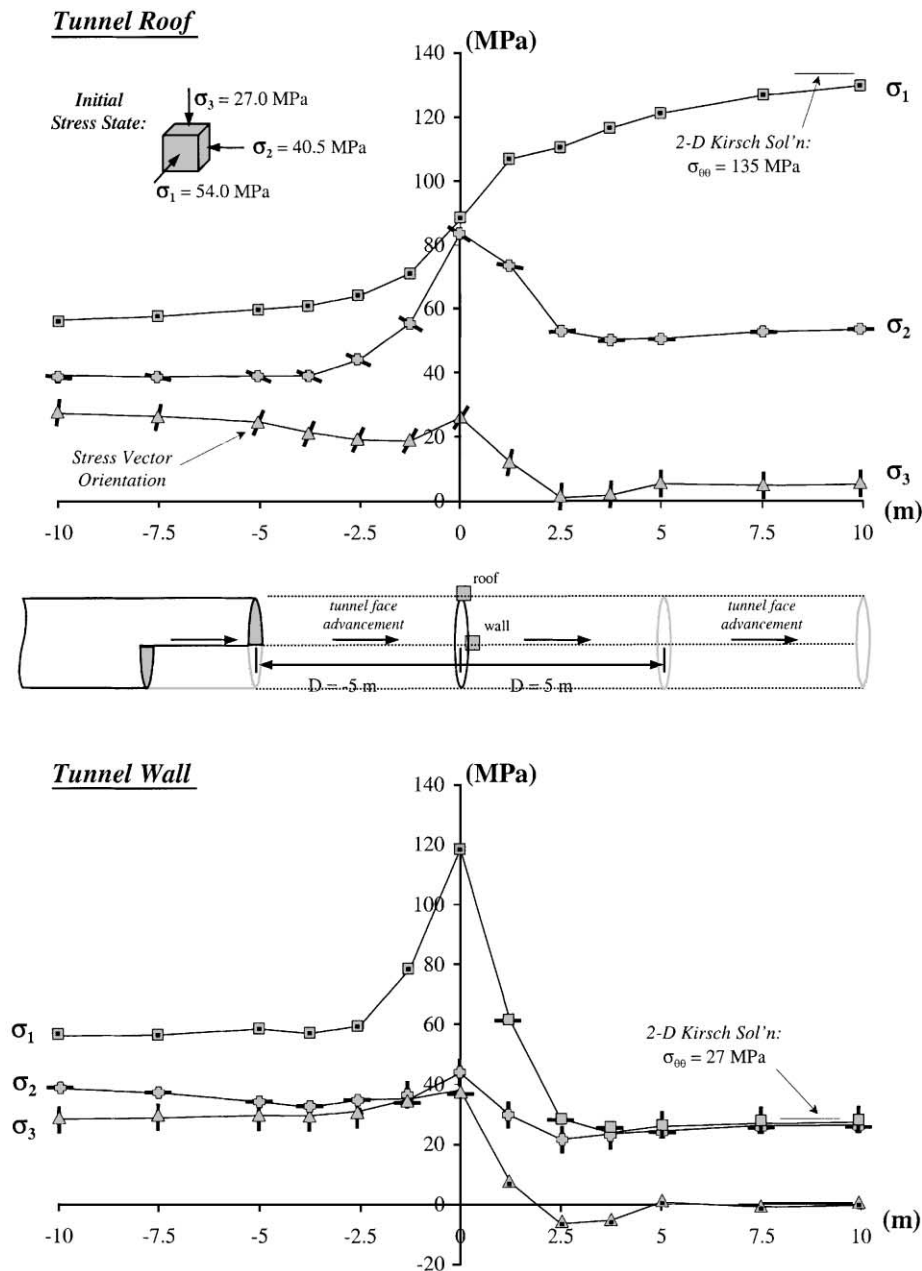 Tunnel Roof
(MPa)
140
120
100
80
60
40
20
0
Initial
Stress State:
σ3 = 27.0 MPa
σ2 = 40.5 MPa
σ1 = 54.0 MPa
2-D Kirsch Sol'n:
σθθ = 135 MPa
σ1
σ2
σ3
Stress Vector
Orientation
(m)
-10 -7.5 -5 -2.5 0 2.5 5 7.5 10
roof
wall
tunnel face
advancement
tunnel face
advancement
D = -5 m
D = 5 m
Tunnel Wall
(MPa)
140
120
100
80
60
40
20
0
-20
σ1
σ2
σ3
2-D Kirsch Sol'n:
σθθ = 27 MPa
(m)
-10 -7.5 -5 -2.5 0 2.5 5 7.5 10